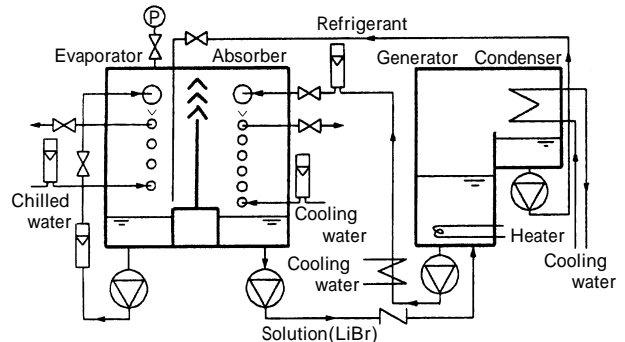 P
Refrigerant
Evaporator
Absorber
Generator
Condenser
Chilled
water
Cooling
water
Cooling
water
Heater
Cooling
water
Solution(LiBr)